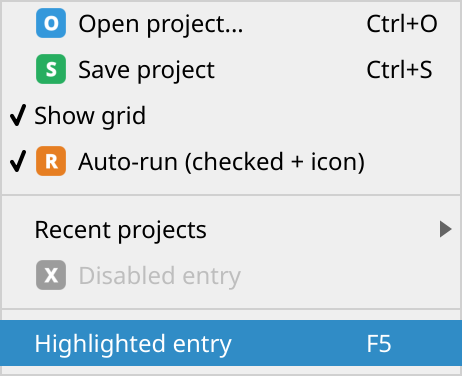 O Open project... Ctrl+O
S Save project Ctrl+S
✓ Show grid
✓ R Auto-run (checked + icon)
Recent projects
X Disabled entry
Highlighted entry F5